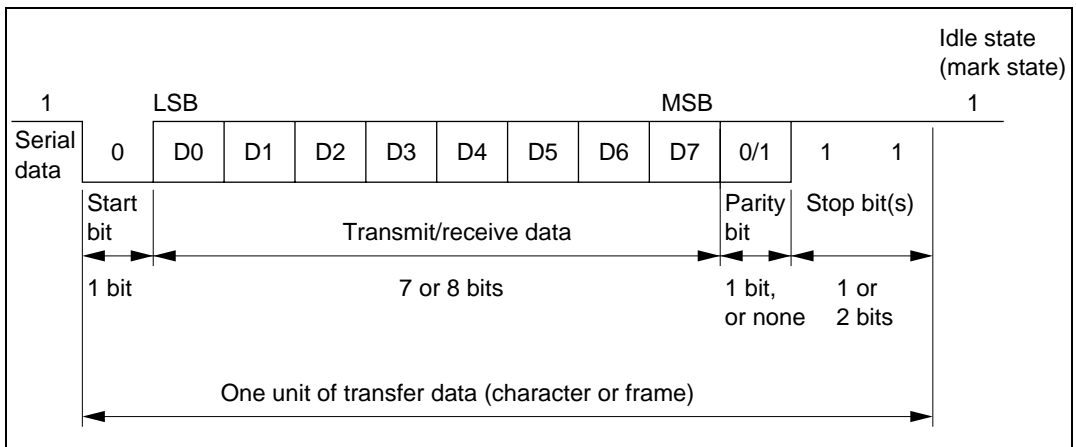 Idle state
(mark state)
1 LSB MSB 1
Serial
data
0 D0 D1 D2 D3 D4 D5 D6 D7 0/1 1 1
Start
bit
Transmit/receive data
Parity
bit
Stop bit(s)
1 bit
7 or 8 bits
1 bit,
or none
1 or
2 bits
One unit of transfer data (character or frame)